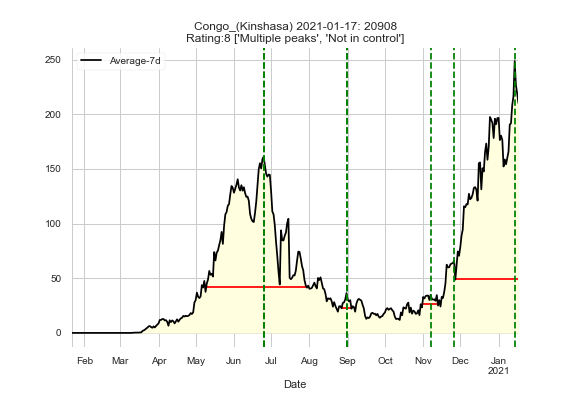 Congo_(Kinshasa) 2021-01-17: 20908
Rating:8 ['Multiple peaks', 'Not in control']
Average-7d
250
200
150
100
50
0
Feb Mar Apr May Jun Jul Aug Sep Oct Nov Dec Jan
2021
Date